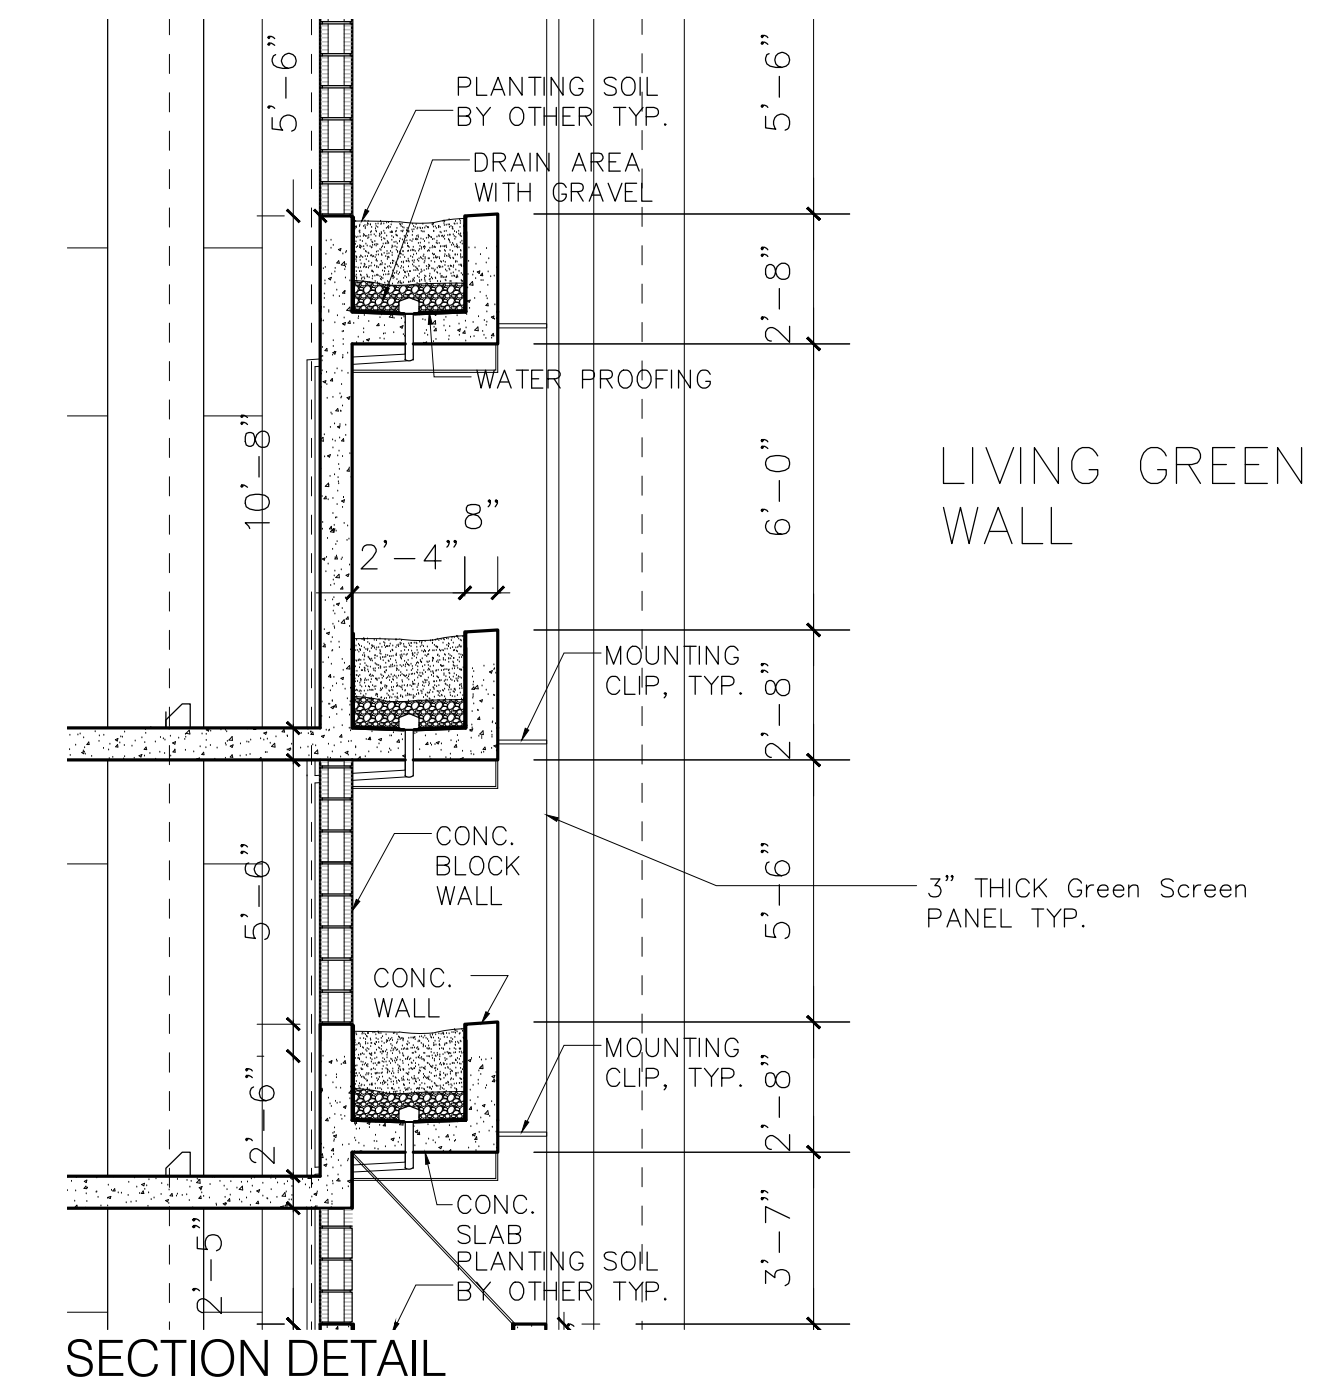 5'-6"
5'-6"
PLANTING SOIL
BY OTHER TYP.
DRAIN AREA
WITH GRAVEL
2'-8"
WATER PROOFING
10'-8"
6'-0"
LIVING GREEN
WALL
8"
2'-4"
MOUNTING
CLIP, TYP.
2'-8"
CONC.
BLOCK
WALL
5'-6"
5'-6"
3" THICK Green Screen
PANEL TYP.
CONC.
WALL
MOUNTING
CLIP, TYP.
2'-8"
2'-6"
CONC.
SLAB
2'-5"
3'-7"
PLANTING SOIL
BY OTHER TYP.
SECTION DETAIL